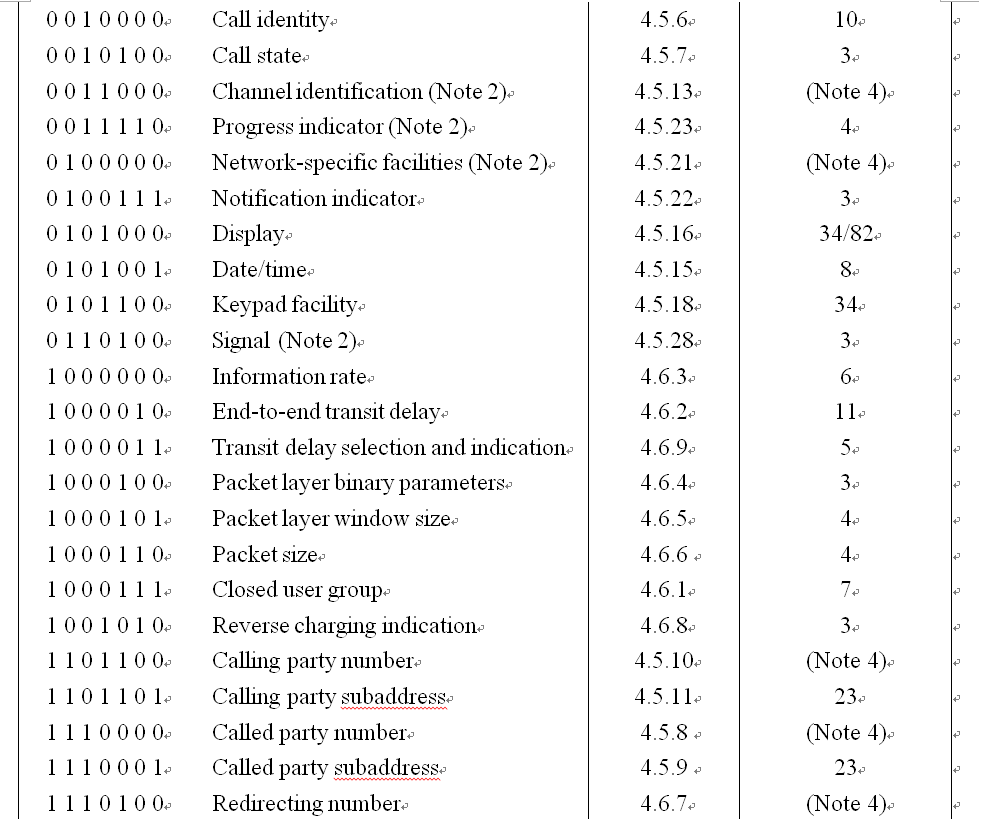 0 0 1 0 0 0 0 Call identity 4.5.6 10
0 0 1 0 1 0 0 Call state 4.5.7 3
0 0 1 1 0 0 0 Channel identification (Note 2) 4.5.13 (Note 4)
0 0 1 1 1 1 0 Progress indicator (Note 2) 4.5.23 4
0 1 0 0 0 0 0 Network-specific facilities (Note 2) 4.5.21 (Note 4)
0 1 0 0 1 1 1 Notification indicator 4.5.22 3
0 1 0 1 0 0 0 Display 4.5.16 34/82
0 1 0 1 0 0 1 Date/time 4.5.15 8
0 1 0 1 1 0 0 Keypad facility 4.5.18 34
0 1 1 0 1 0 0 Signal (Note 2) 4.5.28 3
1 0 0 0 0 0 0 Information rate 4.6.3 6
1 0 0 0 0 1 0 End-to-end transit delay 4.6.2 11
1 0 0 0 0 1 1 Transit delay selection and indication 4.6.9 5
1 0 0 0 1 0 0 Packet layer binary parameters 4.6.4 3
1 0 0 0 1 0 1 Packet layer window size 4.6.5 4
1 0 0 0 1 1 0 Packet size 4.6.6 4
1 0 0 0 1 1 1 Closed user group 4.6.1 7
1 0 0 1 0 1 0 Reverse charging indication 4.6.8 3
1 1 0 1 1 0 0 Calling party number 4.5.10 (Note 4)
1 1 0 1 1 0 1 Calling party subaddress 4.5.11 23
1 1 1 0 0 0 0 Called party number 4.5.8 (Note 4)
1 1 1 0 0 0 1 Called party subaddress 4.5.9 23
1 1 1 0 1 0 0 Redirecting number 4.6.7 (Note 4)